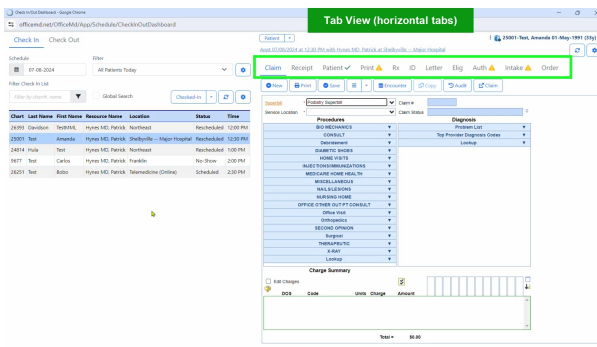 Check In/Out Dashboard - Google Chrome
officemd.net/OfficeMd/App/Schedule/CheckInOutDashboard
Tab View (horizontal tabs)
Check In Check Out
Patient
25001-Test, Amanda 01-May-1991 (33y)
Appt 07/08/2024 at 12:30 PM with Hynes MD, Patrick at Shelbyville -- Major Hospital
Schedule Filter
07-08-2024 All Patients Today
Claim Receipt Patient Print Rx ID Letter Elig Auth Intake Order
Filter Check In List
Filter by chart#, name Global Search Checked In
New Print Save Encounter Copy Audit Claim
Chart Last Name First Name Resource Name Location Status Time
26393 Davidson TestMML Hynes MD, Patrick Northeast Rescheduled 12:00 PM
25001 Test Amanda Hynes MD, Patrick Shelbyville -- Major Hospital Rescheduled 12:30 PM
24814 Hula Test Hynes MD, Patrick Northeast Rescheduled 1:00 PM
9677 Test Carlos Hynes MD, Patrick Franklin No-Show 2:00 PM
26251 Test Bobo Hynes MD, Patrick Telemedicine (Online) Scheduled 2:30 PM
Superbill * Podiatry Superbill Claim #
Service Location * Claim Status
Procedures Diagnosis
BIO MECHANICS Problem List
CONSULT Top Provider Diagnosis Codes
Debridement Lookup
DIABETIC SHOES
HOME VISITS
INJECTIONS/IMMUNIZATIONS
MEDICARE HOME HEALTH
MISCELLANEOUS
NAILS/LESIONS
NURSING HOME
OFFICE OTHER OUT PT CONSULT
Office Visit
Orthopedics
SECOND OPINION
Surgical
THERAPEUTIC
X-RAY
Lookup
Charge Summary
Edit Charges
DOS Code Units Charge Amount
Total = $0.00